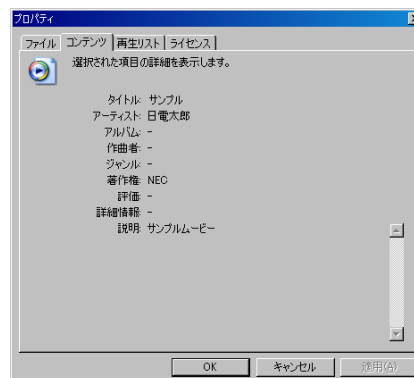 プロパティ
ファイル コンテンツ 再生リスト ライセンス
選択された項目の詳細を表示します。
タイトル: サンプル
アーティスト: 日電太郎
アルバム: -
作曲者: -
ジャンル: -
著作権: NEC
評価: -
詳細情報: -
説明: サンプルムービー
OK キャンセル 適用(A)